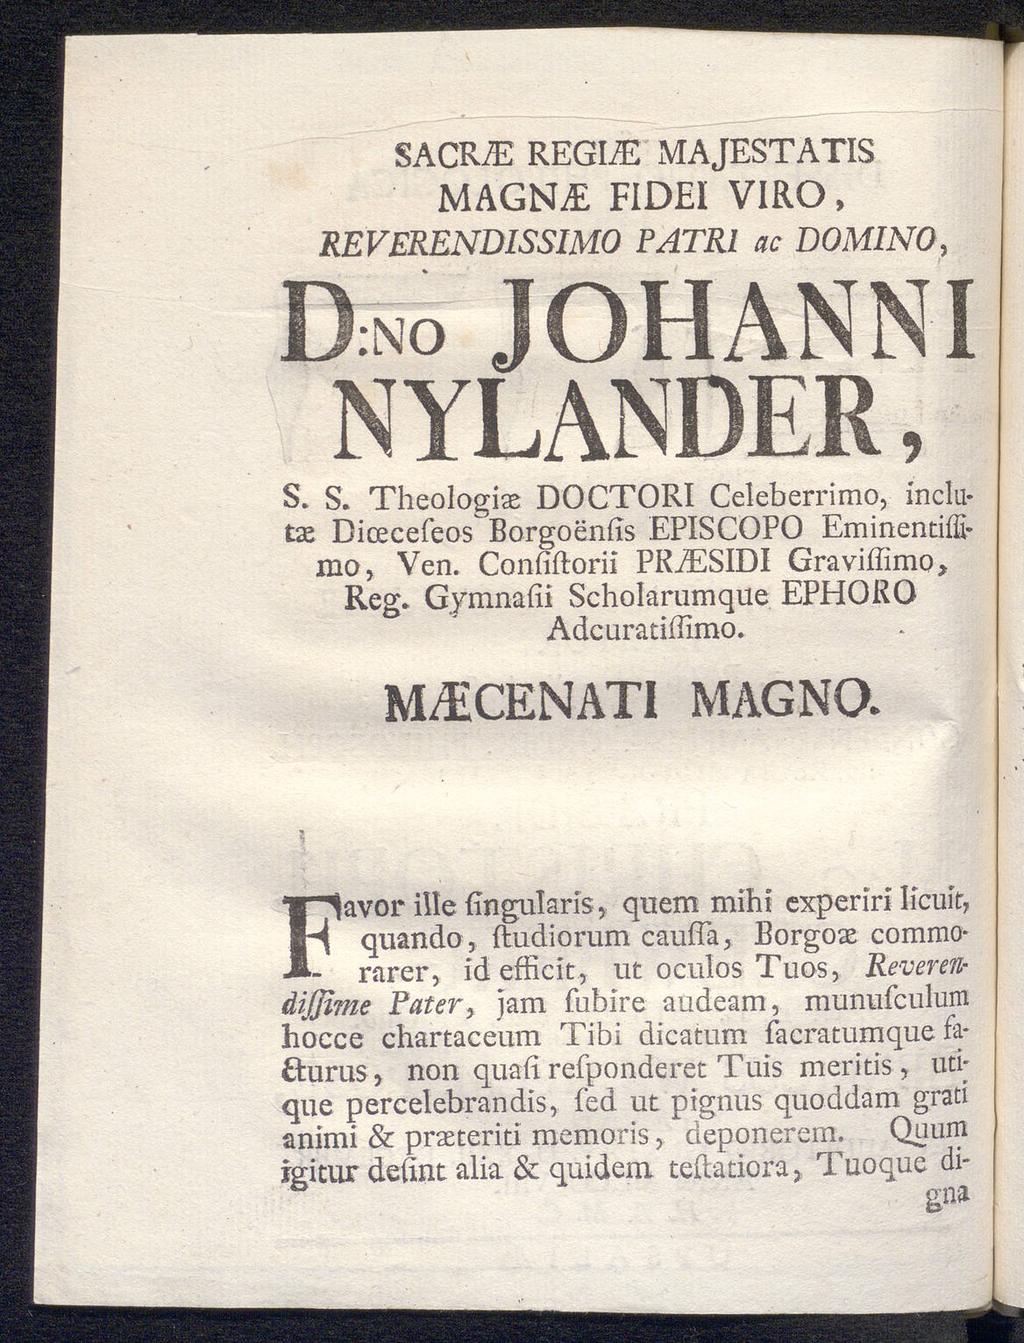 SACRÆ REGIÆ MAJESTATIS
MAGNÆ FIDEI VIRO,
REVERENDISSIMO PATRI ac DOMINO,
D:NO JOHANNI
NYLANDER,
S. S. Theologiæ DOCTORI Celeberrimo, inclu-
tæ Diœceſeos Borgoënſis EPISCOPO Eminentiſſi-
mo, Ven. Conſiſtorii PRÆSIDI Graviſſimo,
Reg. Gymnaſii Scholarumque EPHORO
Adcuratiſſimo.
MÆCENATI MAGNO.
Favor ille ſingularis, quem mihi experiri licuit,
quando, ſtudiorum cauſſa, Borgoæ commo-
rarer, id efficit, ut oculos Tuos, Reveren-
diſſime Pater, jam ſubire audeam, munuſculum
hocce chartaceum Tibi dicatum ſacratumque fa-
cturus, non quaſi reſponderet Tuis meritis, uti-
que percelebrandis, ſed ut pignus quoddam grati
animi & præteriti memoris, deponerem. Quum
igitur deſint alia & quidem teſtatiora, Tuoque di-
gna